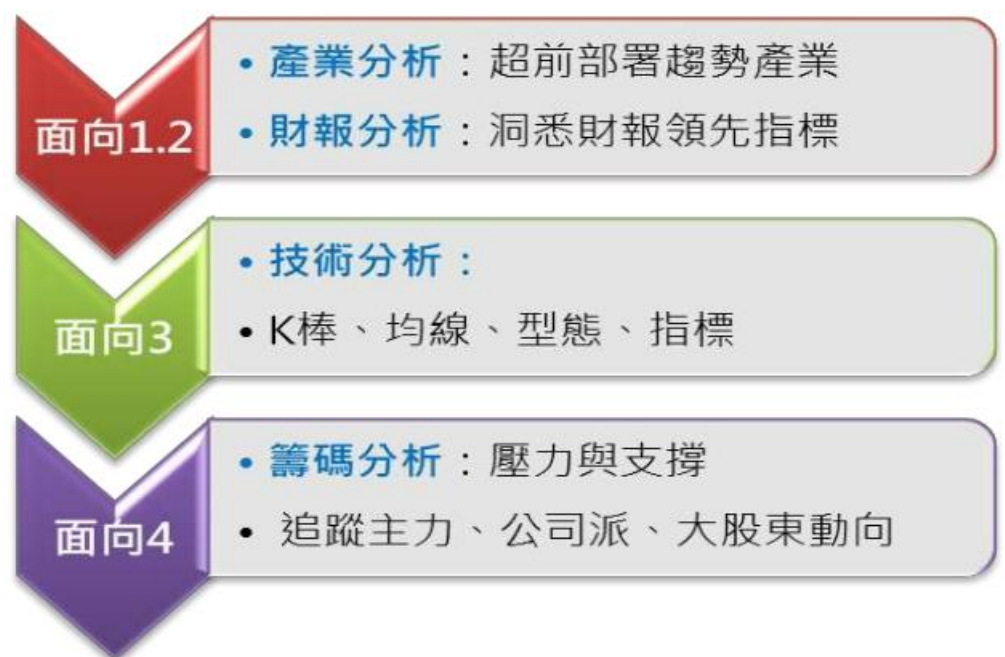 面向1.2
• 產業分析：超前部署趨勢產業
• 財報分析：洞悉財報領先指標
面向3
• 技術分析：
• K棒、均線、型態、指標
面向4
• 籌碼分析：壓力與支撐
• 追蹤主力、公司派、大股東動向